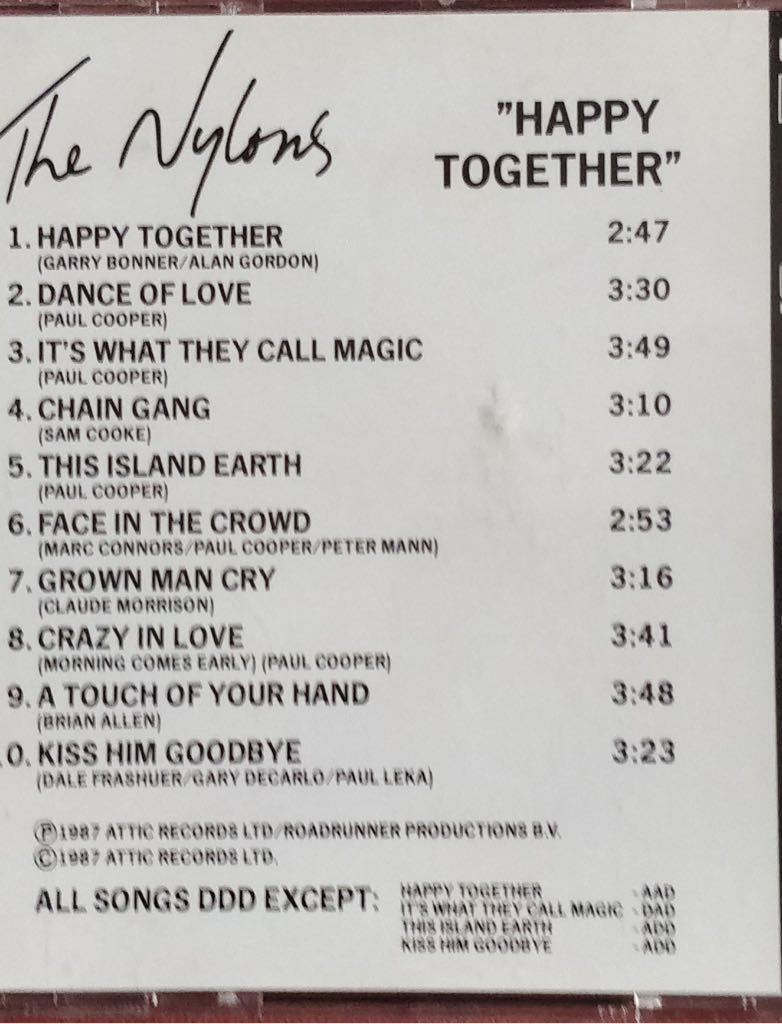 The Nylons
"HAPPY
TOGETHER"
1. HAPPY TOGETHER 2:47
(GARRY BONNER/ALAN GORDON)
2. DANCE OF LOVE 3:30
(PAUL COOPER)
3. IT'S WHAT THEY CALL MAGIC 3:49
(PAUL COOPER)
4. CHAIN GANG 3:10
(SAM COOKE)
5. THIS ISLAND EARTH 3:22
(PAUL COOPER)
6. FACE IN THE CROWD 2:53
(MARC CONNORS/PAUL COOPER/PETER MANN)
7. GROWN MAN CRY 3:16
(CLAUDE MORRISON)
8. CRAZY IN LOVE 3:41
(MORNING COMES EARLY) (PAUL COOPER)
9. A TOUCH OF YOUR HAND 3:48
(BRIAN ALLEN)
0. KISS HIM GOODBYE 3:23
(DALE FRASHUER/GARY DECARLO/PAUL LEKA)
℗1987 ATTIC RECORDS LTD/ROADRUNNER PRODUCTIONS B.V.
©1987 ATTIC RECORDS LTD.
ALL SONGS DDD EXCEPT: HAPPY TOGETHER - AAD
IT'S WHAT THEY CALL MAGIC - DAD
THIS ISLAND EARTH - ADD
KISS HIM GOODBYE - ADD